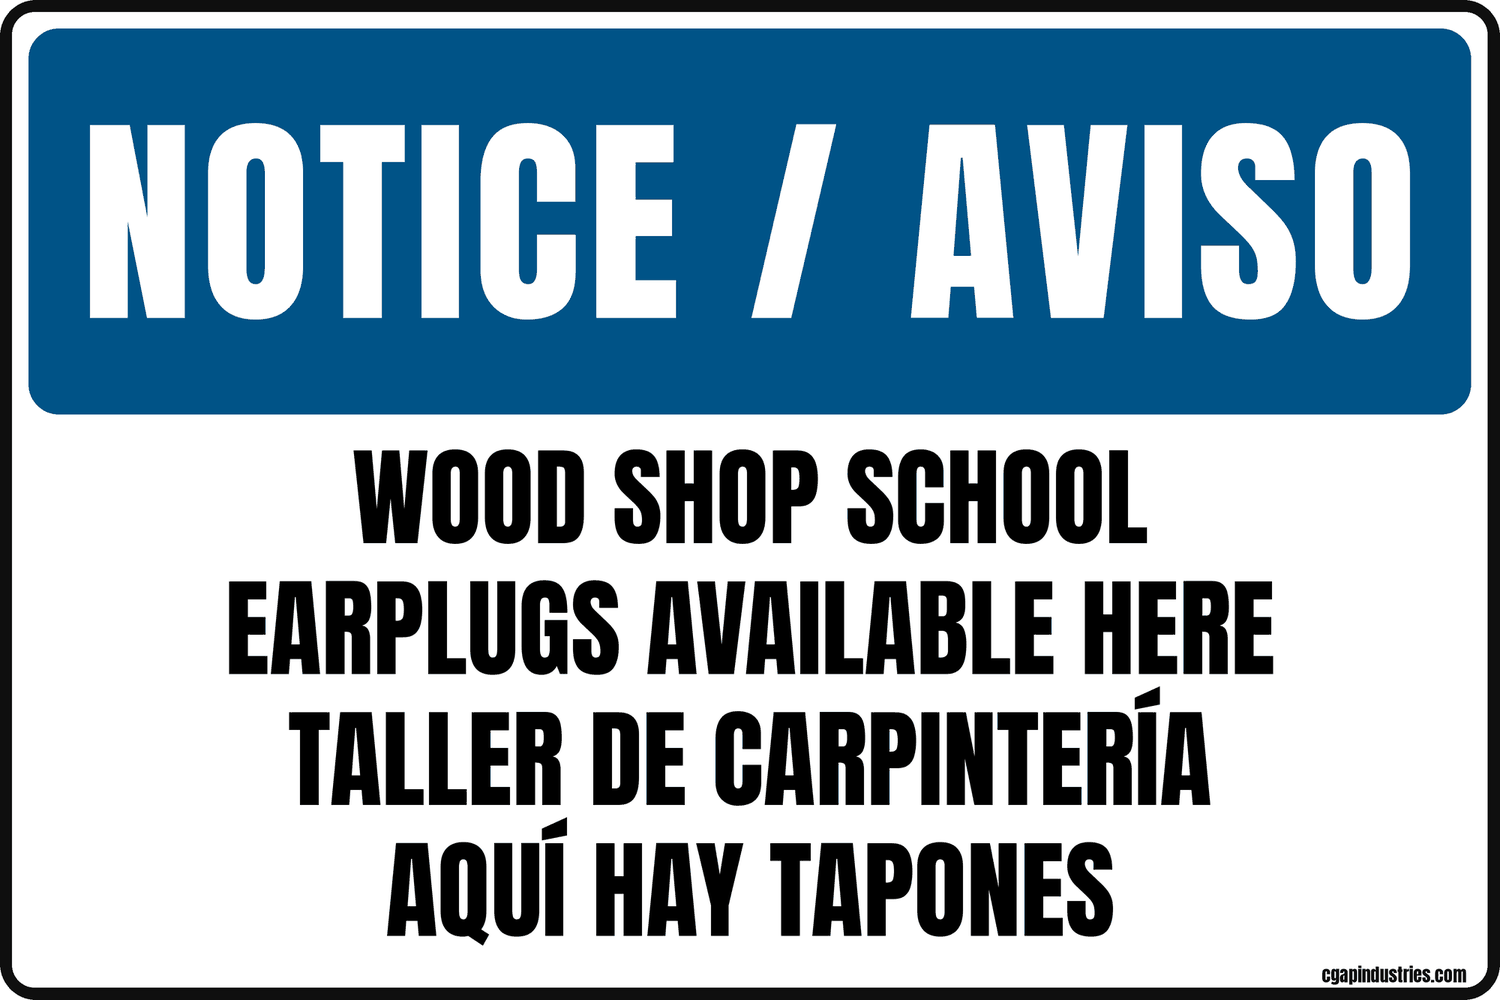 NOTICE / AVISO
WOOD SHOP SCHOOL
EARPLUGS AVAILABLE HERE
TALLER DE CARPINTERÍA
AQUÍ HAY TAPONES
cgapindustries.com